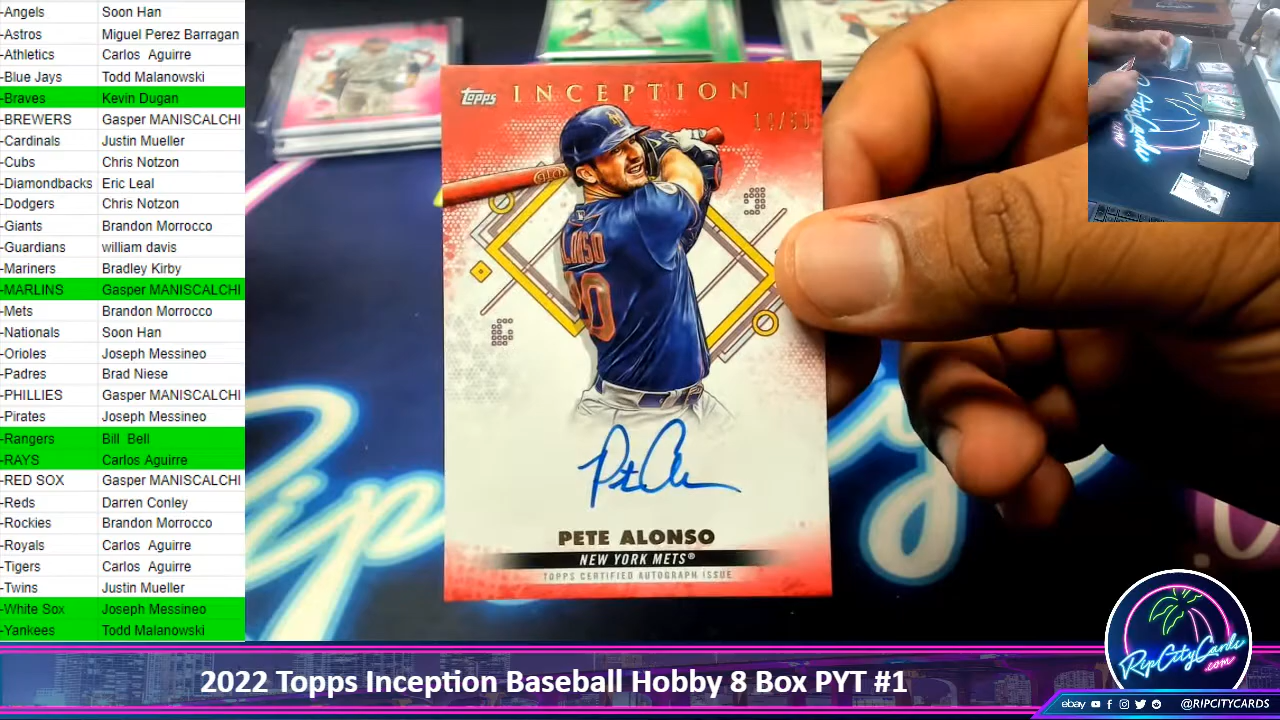 -Angels Soon Han
-Astros Miguel Perez Barragan
-Athletics Carlos Aguirre
-Blue Jays Todd Malanowski
-Braves Kevin Dugan
-BREWERS Gasper MANISCALCHI
-Cardinals Justin Mueller
-Cubs Chris Notzon
-Diamondbacks Eric Leal
-Dodgers Chris Notzon
-Giants Brandon Morrocco
-Guardians william davis
-Mariners Bradley Kirby
-MARLINS Gasper MANISCALCHI
-Mets Brandon Morrocco
-Nationals Soon Han
-Orioles Joseph Messineo
-Padres Brad Niese
-PHILLIES Gasper MANISCALCHI
-Pirates Joseph Messineo
-Rangers Bill Bell
-RAYS Carlos Aguirre
-RED SOX Gasper MANISCALCHI
-Reds Darren Conley
-Rockies Brandon Morrocco
-Royals Carlos Aguirre
-Tigers Carlos Aguirre
-Twins Justin Mueller
-White Sox Joseph Messineo
-Yankees Todd Malanowski
Topps INCEPTION
PETE ALONSO
NEW YORK METS®
TOPPS CERTIFIED AUTOGRAPH ISSUE
Rip
RipCityCards
.com
2022 Topps Inception Baseball Hobby 8 Box PYT #1
ebay @RIPCITYCARDS